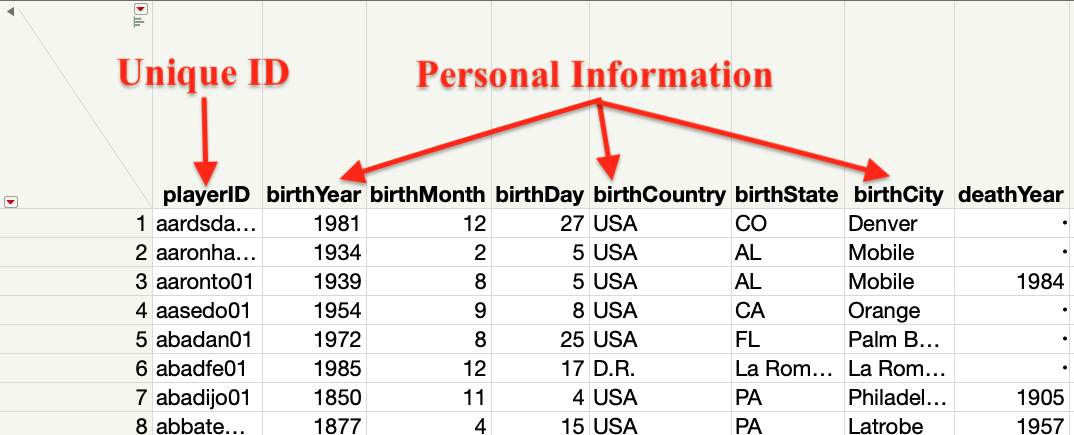 Unique ID Personal Information
playerID birthYear birthMonth birthDay birthCountry birthState birthCity deathYear
1 aardsda... 1981 12 27 USA CO Denver •
2 aaronha... 1934 2 5 USA AL Mobile •
3 aaronto01 1939 8 5 USA AL Mobile 1984
4 aasedo01 1954 9 8 USA CA Orange •
5 abadan01 1972 8 25 USA FL Palm B... •
6 abadfe01 1985 12 17 D.R. La Rom... La Rom... •
7 abadijo01 1850 11 4 USA PA Philadel... 1905
8 abbate... 1877 4 15 USA PA Latrobe 1957